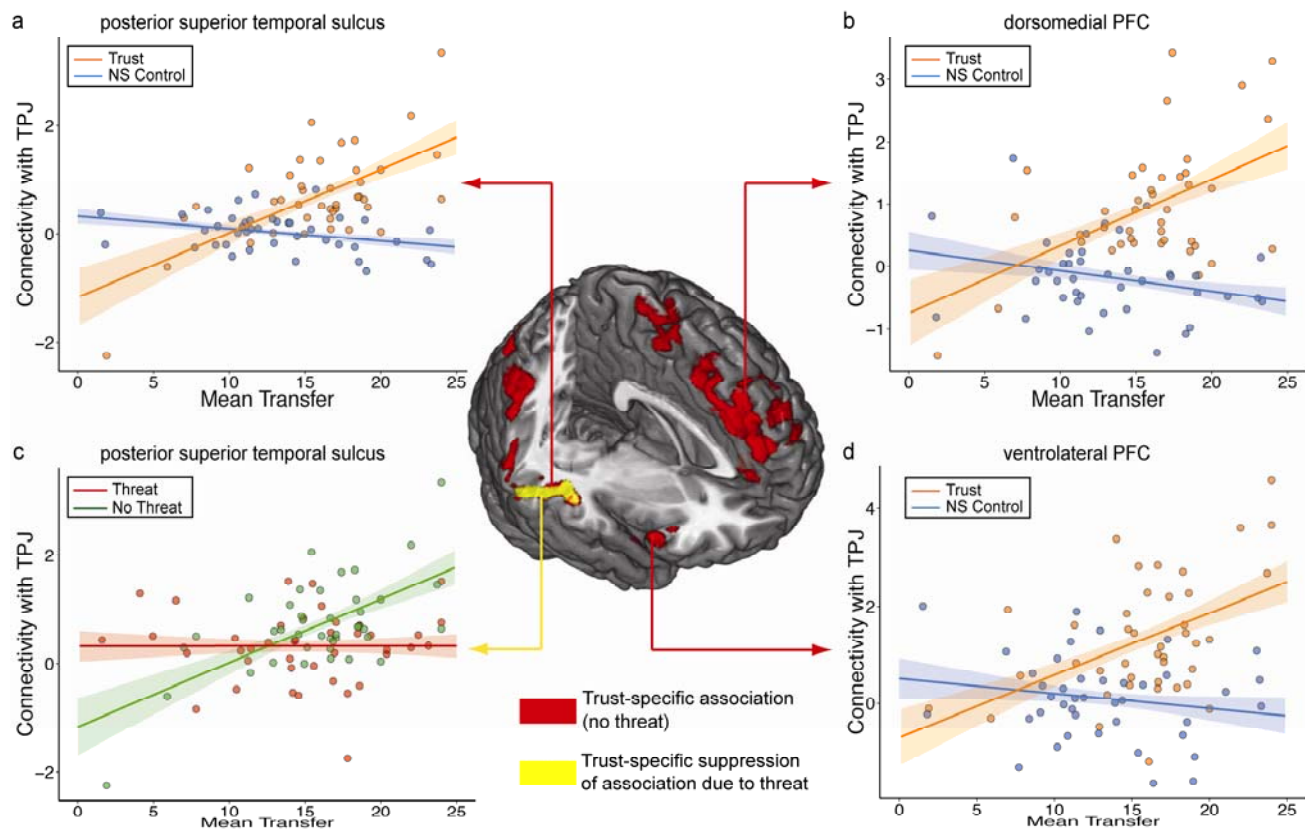 a
posterior superior temporal sulcus
Trust
NS Control
Connectivity with TPJ
2
0
−2
0 5 10 15 20 25
Mean Transfer
b
dorsomedial PFC
Trust
NS Control
Connectivity with TPJ
3
2
1
0
−1
0 5 10 15 20 25
Mean Transfer
c
posterior superior temporal sulcus
Threat
No Threat
Connectivity with TPJ
2
0
−2
0 5 10 15 20 25
Mean Transfer
Trust-specific association
(no threat)
Trust-specific suppression
of association due to threat
d
ventrolateral PFC
Trust
NS Control
Connectivity with TPJ
4
2
0
0 5 10 15 20 25
Mean Transfer